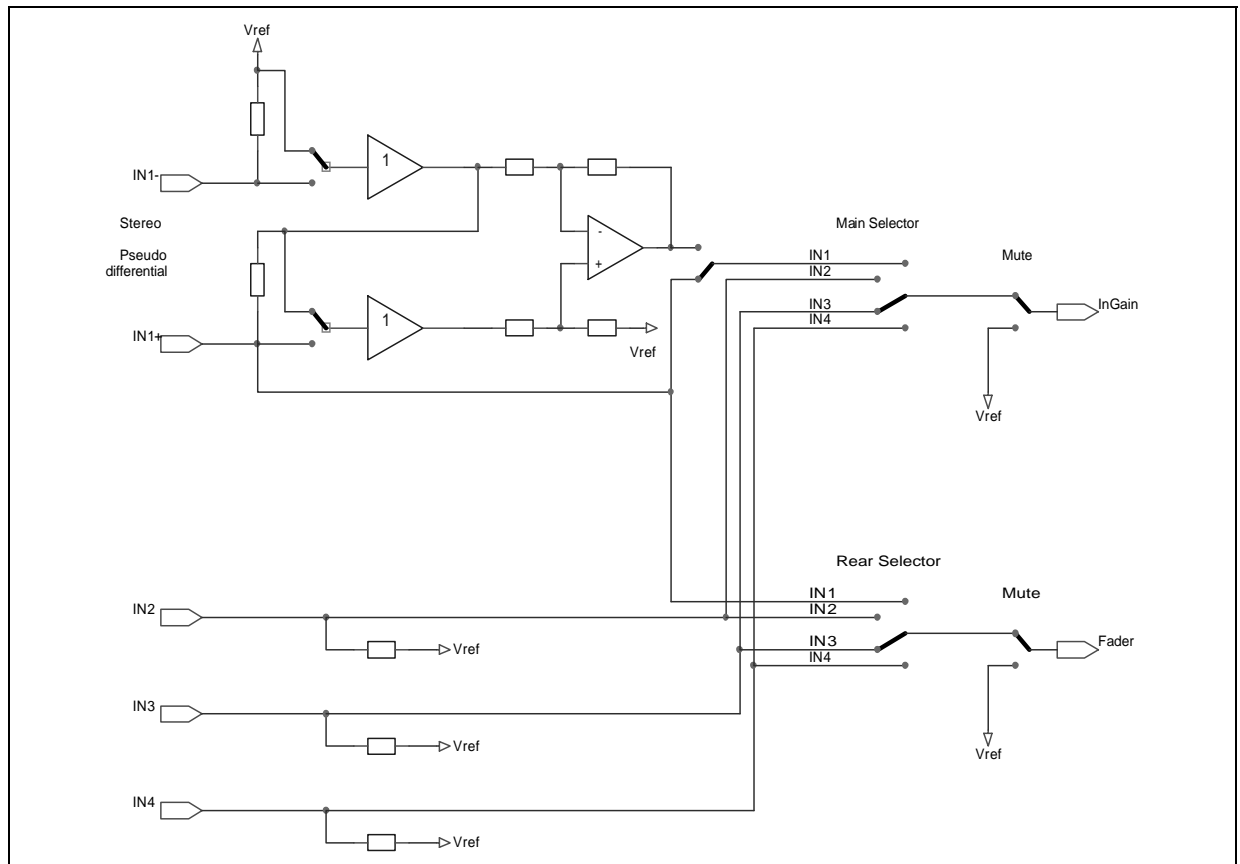 Vref
1
IN1-
Stereo
Pseudo
differential
Main Selector
-
+
IN1
IN2
IN3
IN4
Mute
InGain
1
IN1+
Vref
Vref
Rear Selector
IN1
IN2
IN3
IN4
Mute
Fader
IN2
Vref
IN3
Vref
Vref
IN4
Vref